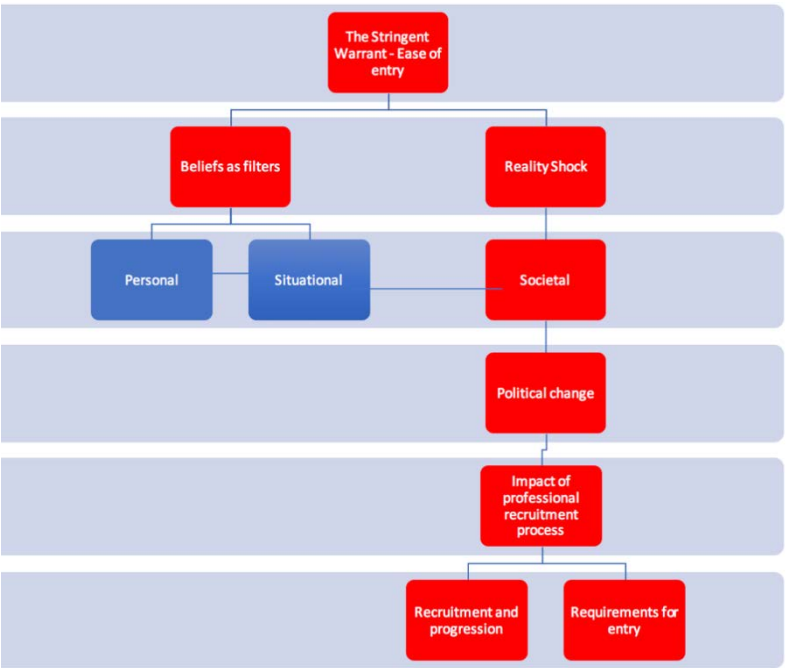 The Stringent
Warrant - Ease of
entry
Beliefs as filters
Reality Shock
Personal
Situational
Societal
Political change
Impact of
professional
recruitment
process
Recruitment and
progression
Requirements for
entry